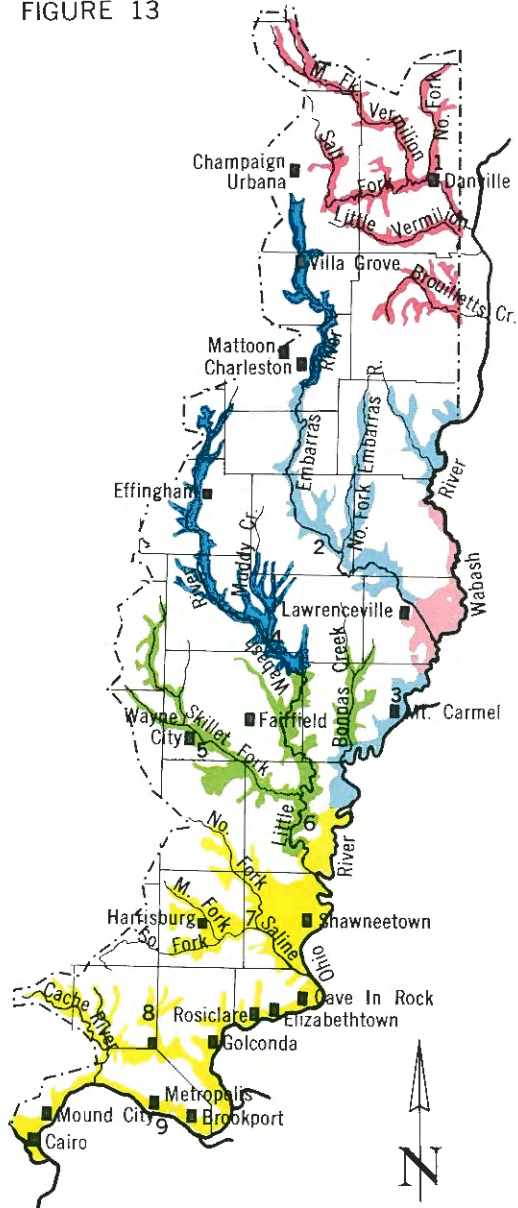 FIGURE 13
M. Fk. Vermilion
No. Fork
Salt Fork
Champaign
Urbana
Danville
Little Vermilion
Villa Grove
Brouilletts Cr.
Mattoon
Charleston
River
Embarras
No. Fork Embarras R.
River
Effingham
Muddy Cr.
2
Wabash
River
Lawrenceville
4
Wabash
Bonpas Creek
3
Mt. Carmel
Skillet Fork
Wayne
City
Fairfield
5
Little
6
River
No. Fork
M. Fork
Harrisburg
7
Shawneetown
So. Fork
Saline
Ohio
Cache River
Cave In Rock
8
Rosiclare
Elizabethtown
Golconda
Metropolis
Mound City
9
Brookport
Cairo
N